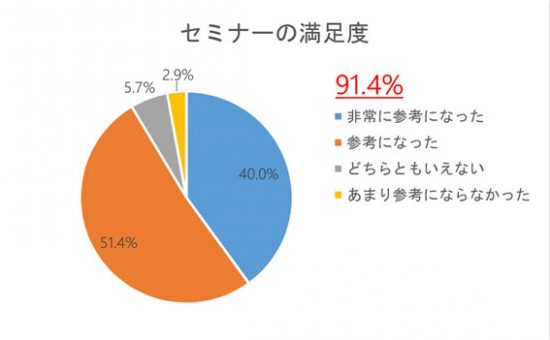 セミナーの満足度
91.4%
非常に参考になった
参考になった
どちらともいえない
あまり参考にならなかった
2.9%
5.7%
40.0%
51.4%